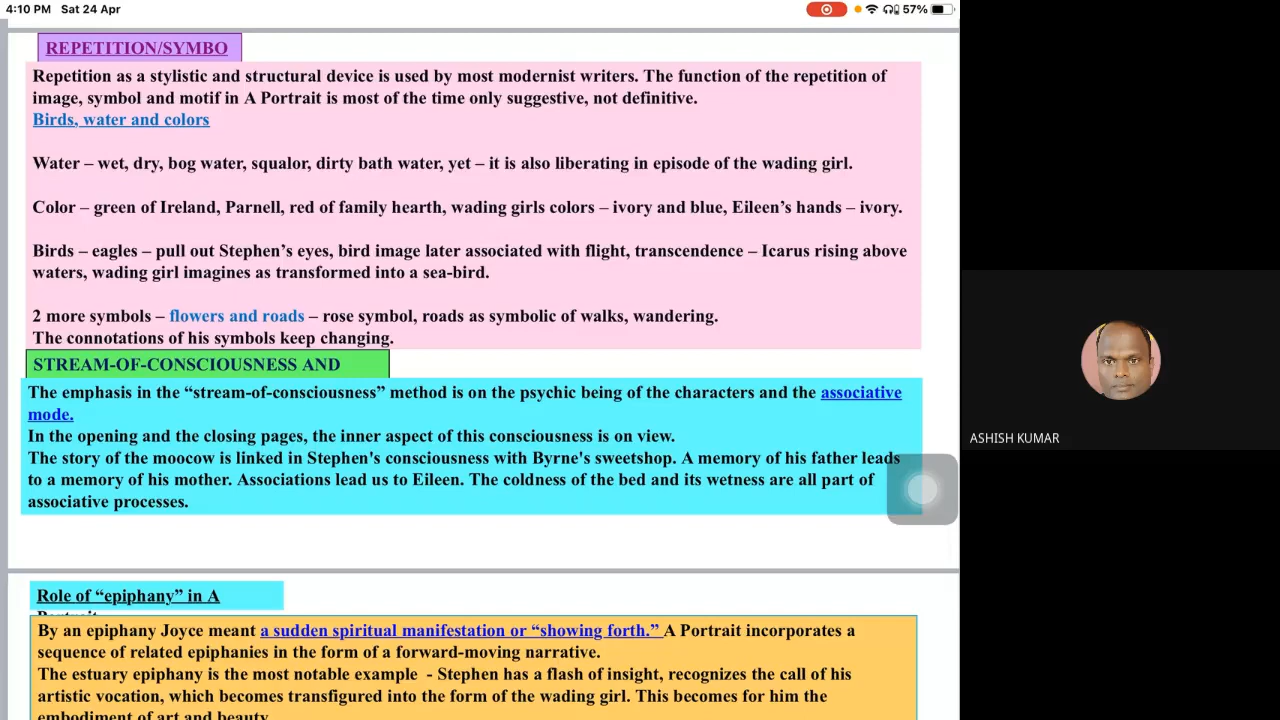 4:10 PM Sat 24 Apr
57%
REPETITION/SYMBO
Repetition as a stylistic and structural device is used by most modernist writers. The function of the repetition of
image, symbol and motif in A Portrait is most of the time only suggestive, not definitive.
Birds, water and colors
Water – wet, dry, bog water, squalor, dirty bath water, yet – it is also liberating in episode of the wading girl.
Color – green of Ireland, Parnell, red of family hearth, wading girls colors – ivory and blue, Eileen’s hands – ivory.
Birds – eagles – pull out Stephen’s eyes, bird image later associated with flight, transcendence – Icarus rising above
waters, wading girl imagines as transformed into a sea-bird.
2 more symbols – flowers and roads – rose symbol, roads as symbolic of walks, wandering.
The connotations of his symbols keep changing.
STREAM-OF-CONSCIOUSNESS AND
The emphasis in the “stream-of-consciousness” method is on the psychic being of the characters and the associative
mode.
In the opening and the closing pages, the inner aspect of this consciousness is on view.
The story of the moocow is linked in Stephen's consciousness with Byrne's sweetshop. A memory of his father leads
to a memory of his mother. Associations lead us to Eileen. The coldness of the bed and its wetness are all part of
associative processes.
ASHISH KUMAR
Role of “epiphany” in A
Portrait
By an epiphany Joyce meant a sudden spiritual manifestation or “showing forth.” A Portrait incorporates a
sequence of related epiphanies in the form of a forward-moving narrative.
The estuary epiphany is the most notable example - Stephen has a flash of insight, recognizes the call of his
artistic vocation, which becomes transfigured into the form of the wading girl. This becomes for him the
embodiment of art and beauty